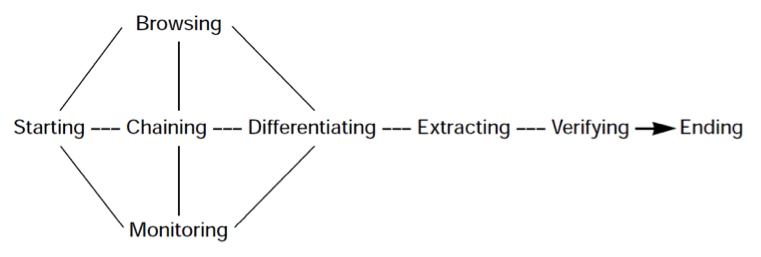 Browsing
Starting --- Chaining --- Differentiating --- Extracting --- Verifying Ending
Monitoring